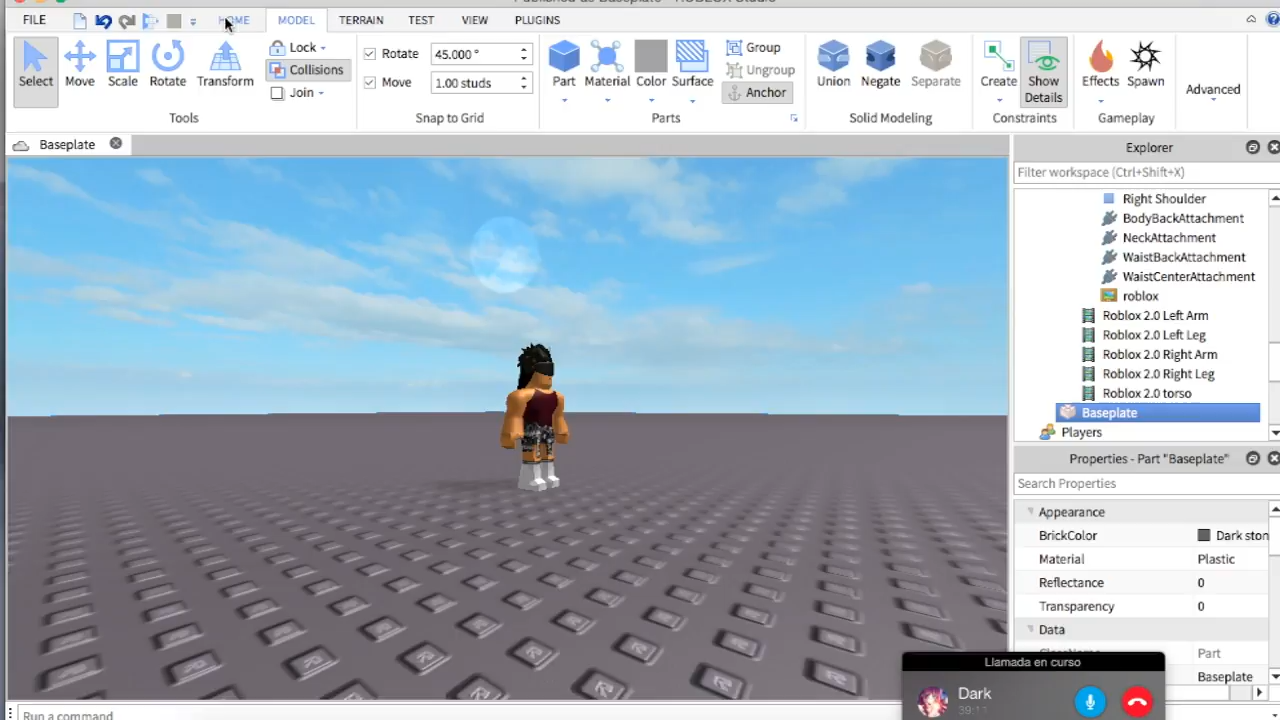 Published as Baseplate - ROBLOX Studio
FILE HOME MODEL TERRAIN TEST VIEW PLUGINS
Select Move Scale Rotate Transform
Lock
Collisions
Join
Tools
Rotate 45.000 °
Move 1.00 studs
Snap to Grid
Part Material Color Surface
Group
Ungroup
Anchor
Parts
Union Negate Separate
Solid Modeling
Create Show Details
Constraints
Effects Spawn
Gameplay
Advanced
Baseplate
Explorer
Filter workspace (Ctrl+Shift+X)
Right Shoulder
BodyBackAttachment
NeckAttachment
WaistBackAttachment
WaistCenterAttachment
roblox
Roblox 2.0 Left Arm
Roblox 2.0 Left Leg
Roblox 2.0 Right Arm
Roblox 2.0 Right Leg
Roblox 2.0 torso
Baseplate
Players
Properties - Part "Baseplate"
Search Properties
Appearance
BrickColor Dark ston
Material Plastic
Reflectance 0
Transparency 0
Data
Part
Baseplate
Llamada en curso
Dark
Run a command